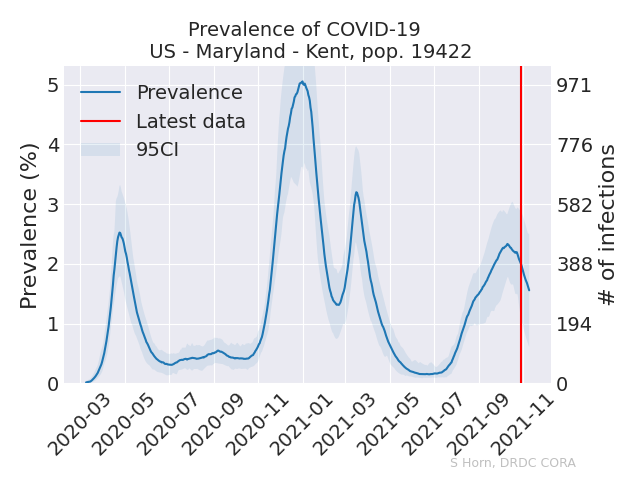 Prevalence of COVID-19
US - Maryland - Kent, pop. 19422
Prevalence
Latest data
95CI
Prevalence (%)
5
4
3
2
1
0
# of infections
971
776
582
388
194
0
2020-03
2020-05
2020-07
2020-09
2020-11
2021-01
2021-03
2021-05
2021-07
2021-09
2021-11
S Horn, DRDC CORA